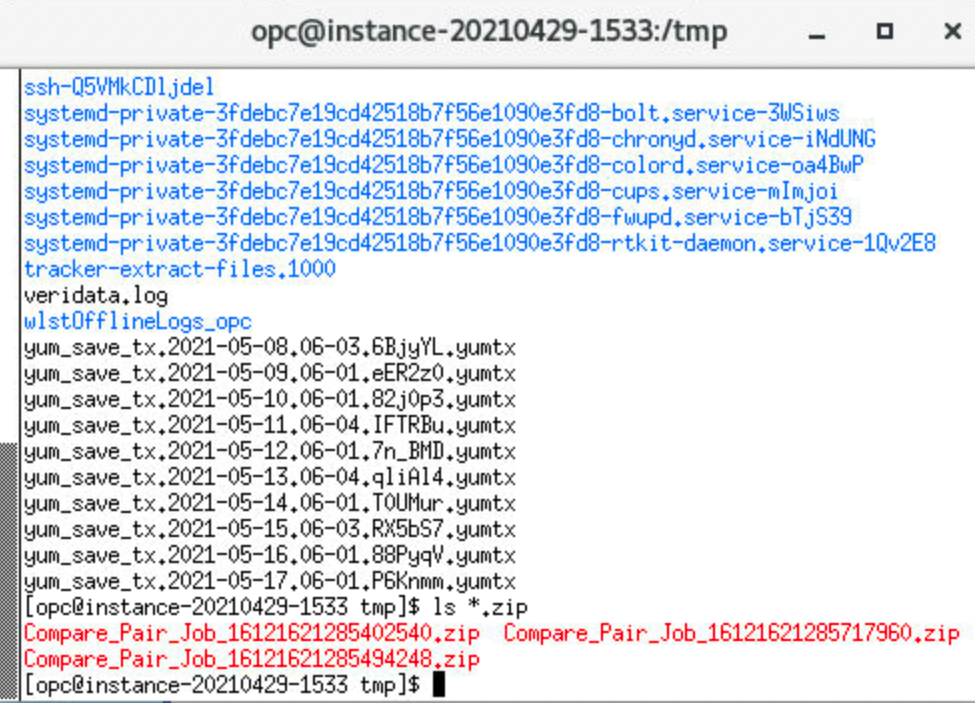 opc@instance-20210429-1533:/tmp
ssh-Q5VMkCDljdel
systemd-private-3fdebc7e19cd42518b7f56e1090e3fd8-bolt.service-3WSiws
systemd-private-3fdebc7e19cd42518b7f56e1090e3fd8-chronyd.service-iNdUNG
systemd-private-3fdebc7e19cd42518b7f56e1090e3fd8-colord.service-oa4BwP
systemd-private-3fdebc7e19cd42518b7f56e1090e3fd8-cups.service-mImjoi
systemd-private-3fdebc7e19cd42518b7f56e1090e3fd8-fwupd.service-bTjS39
systemd-private-3fdebc7e19cd42518b7f56e1090e3fd8-rtkit-daemon.service-1Qv2E8
tracker-extract-files.1000
veridata.log
wlstOfflineLogs_opc
yum_save_tx.2021-05-08.06-03.6BjyYL.yumtx
yum_save_tx.2021-05-09.06-01.eER2z0.yumtx
yum_save_tx.2021-05-10.06-01.82j0p3.yumtx
yum_save_tx.2021-05-11.06-04.IFTRBu.yumtx
yum_save_tx.2021-05-12.06-01.7n_BMD.yumtx
yum_save_tx.2021-05-13.06-04.qliAl4.yumtx
yum_save_tx.2021-05-14.06-01.T0UMur.yumtx
yum_save_tx.2021-05-15.06-03.RX5bS7.yumtx
yum_save_tx.2021-05-16.06-01.88PyqV.yumtx
yum_save_tx.2021-05-17.06-01.P6Knmm.yumtx
[opc@instance-20210429-1533 tmp]$ ls *.zip
Compare_Pair_Job_16121621285402540.zip  Compare_Pair_Job_16121621285717960.zip
Compare_Pair_Job_16121621285494248.zip
[opc@instance-20210429-1533 tmp]$